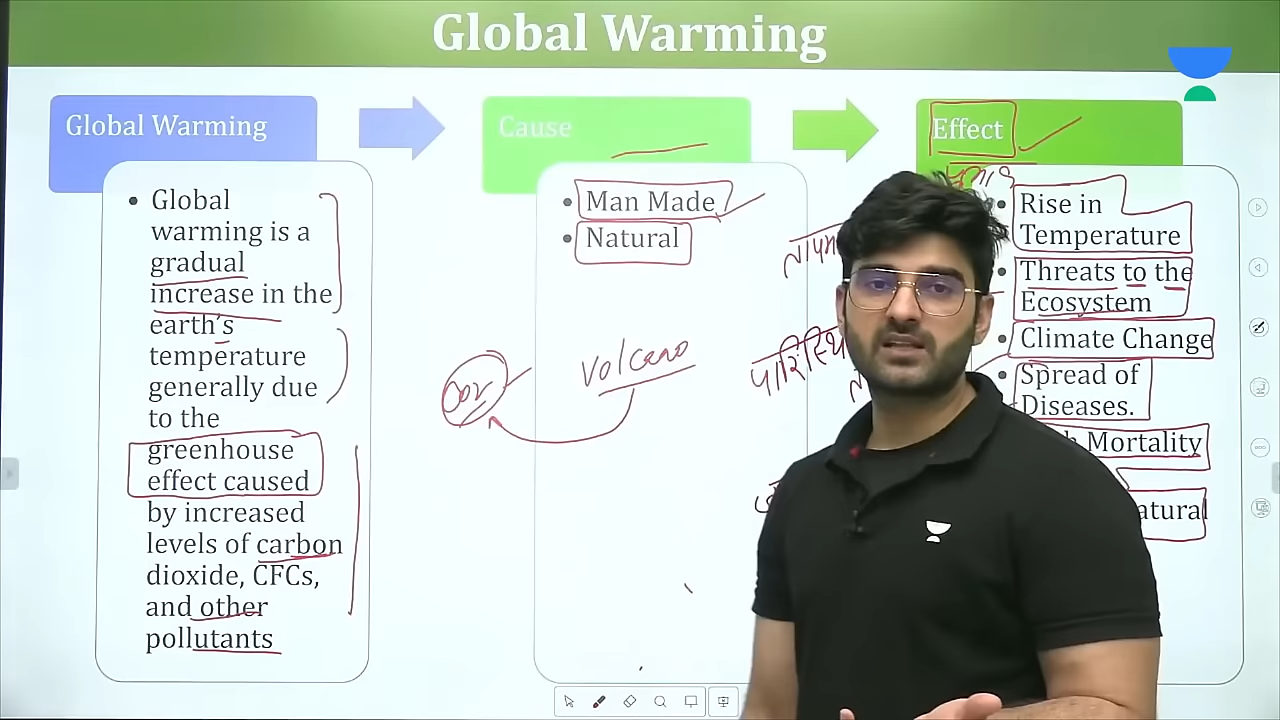 Global Warming
Global Warming
• Global
warming is a
gradual
increase in the
earth's
temperature
generally due
to the
greenhouse
effect caused
by increased
levels of carbon
dioxide, CFCs,
and other
pollutants
Cause
• Man Made
• Natural
volcano
Effect
• Rise in
Temperature
• Threats to the
Ecosystem
• Climate Change
• Spread of
Diseases.
Mortality